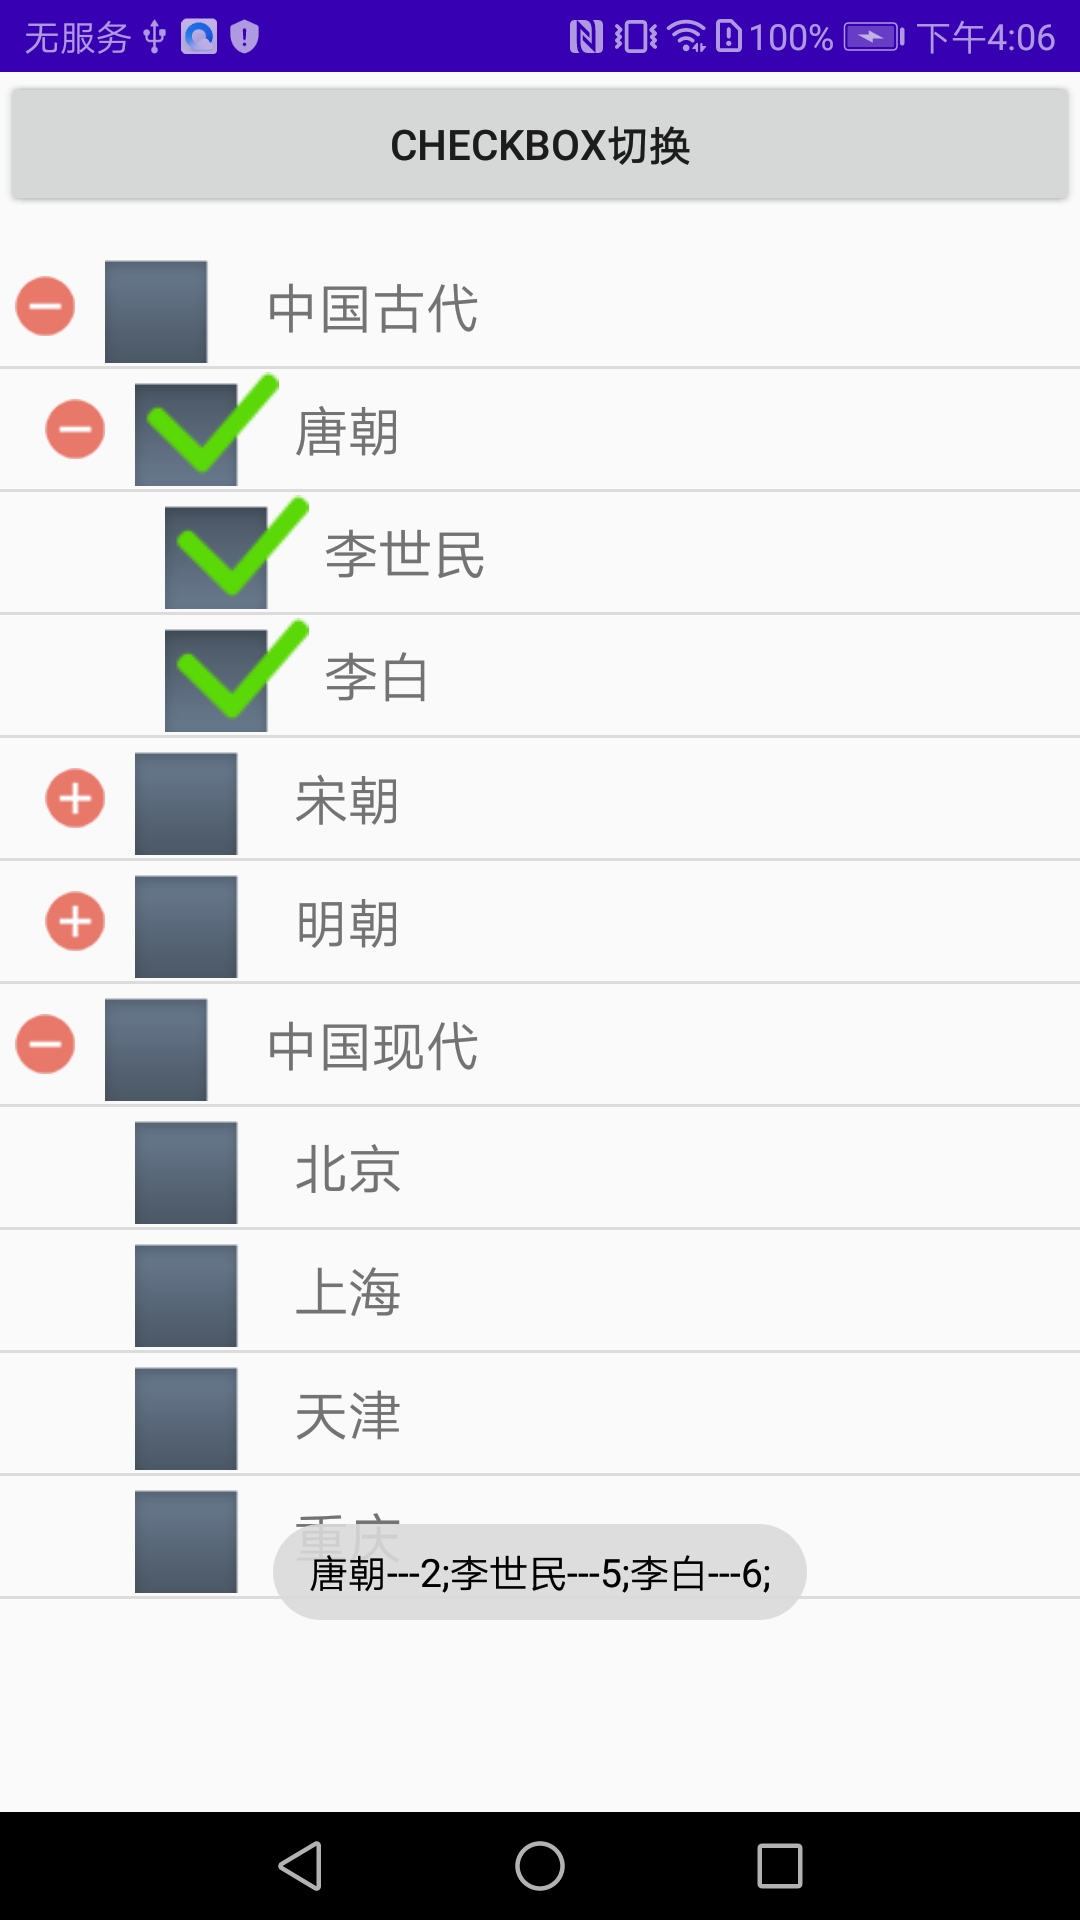 无服务 100% 下午4:06
CHECKBOX切换
中国古代
唐朝
李世民
李白
宋朝
明朝
中国现代
北京
上海
天津
重庆
唐朝---2;李世民---5;李白---6;